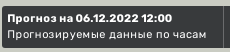 Прогноз на 06.12.2022 12:00
Прогнозируемые данные по часам